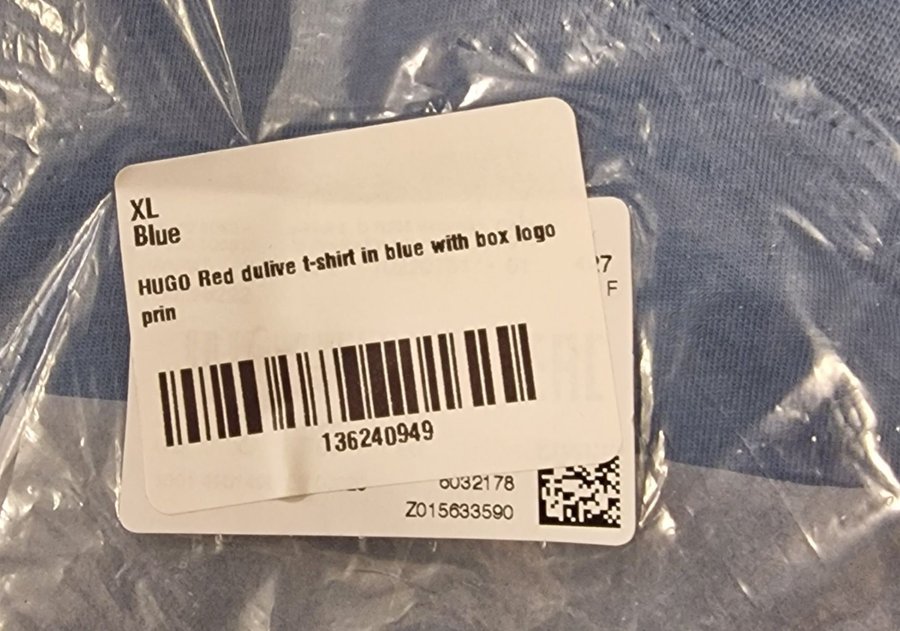 XL
Blue
HUGO Red dulive t-shirt in blue with box logo
prin
136240949
27
F
6032178
Z015633590